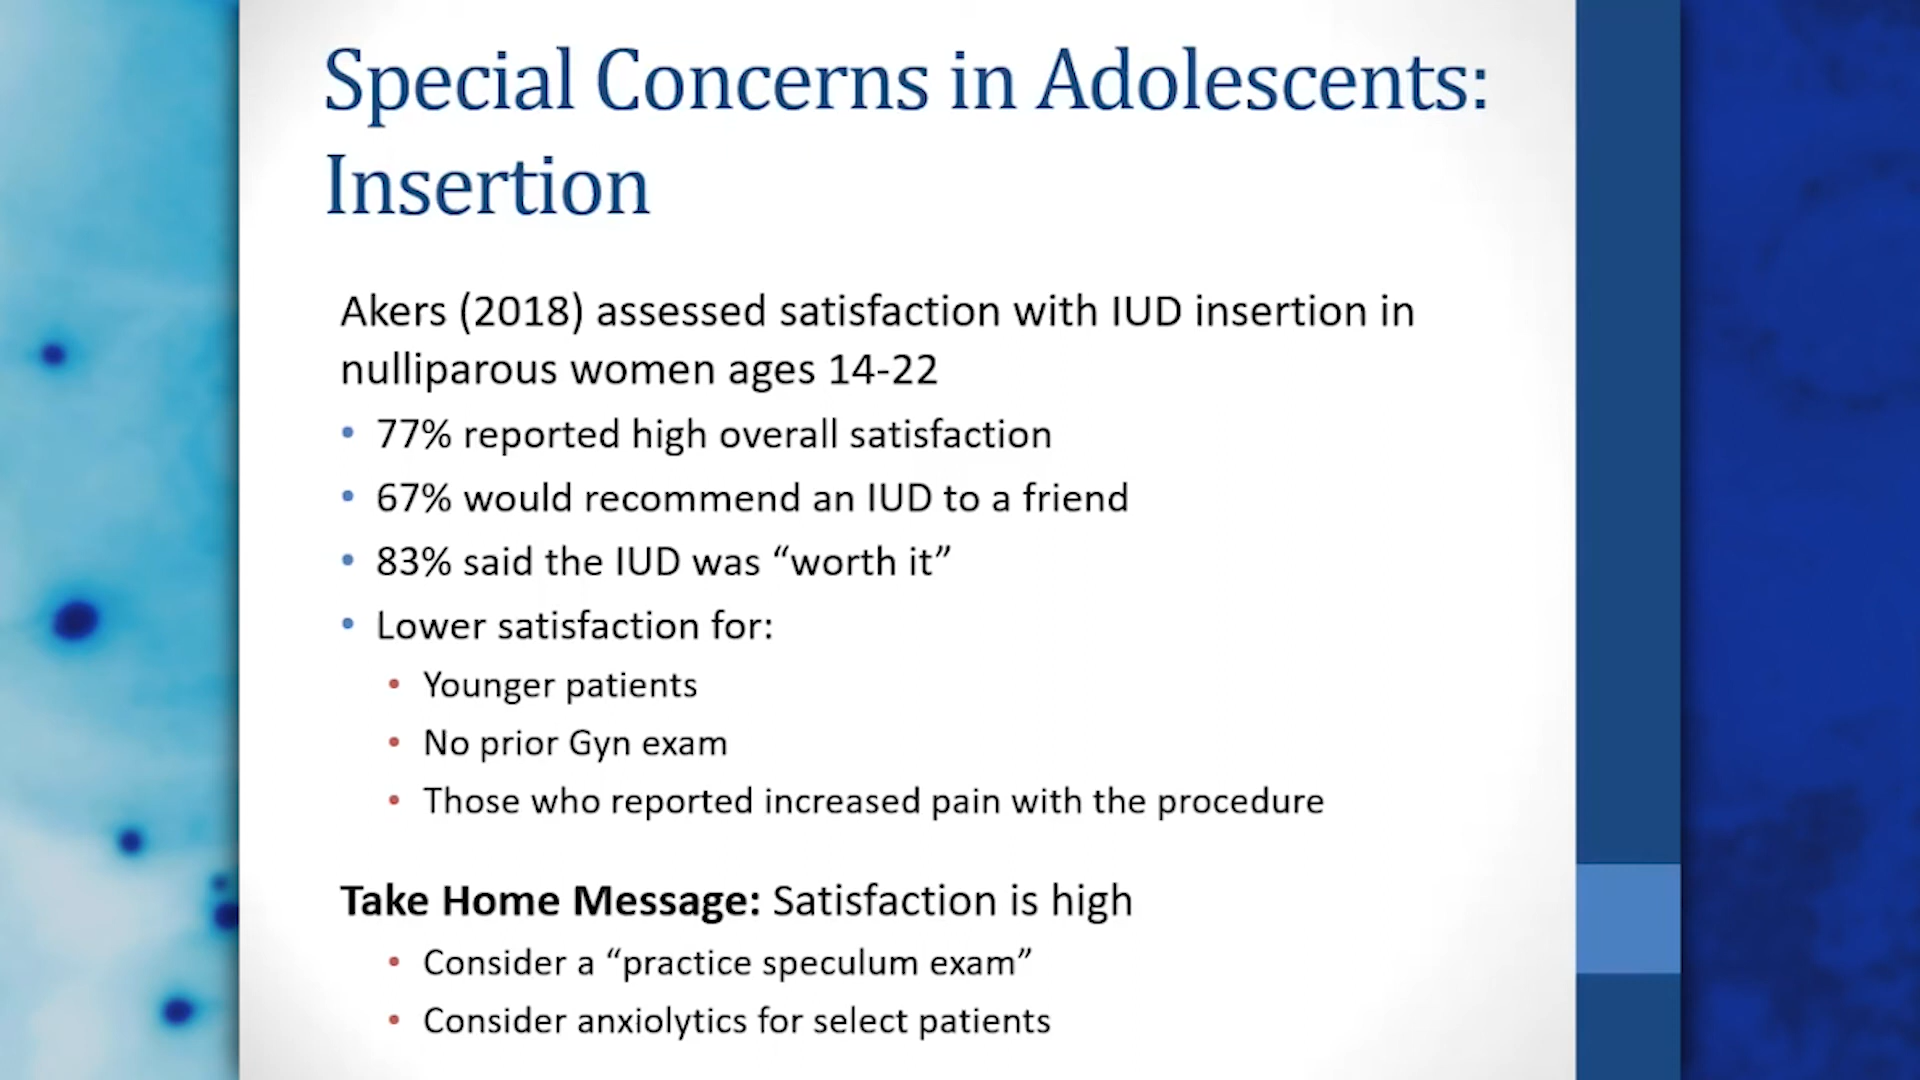 Special Concerns in Adolescents:
Insertion
Akers (2018) assessed satisfaction with IUD insertion in
nulliparous women ages 14-22
• 77% reported high overall satisfaction
• 67% would recommend an IUD to a friend
• 83% said the IUD was “worth it”
• Lower satisfaction for:
• Younger patients
• No prior Gyn exam
• Those who reported increased pain with the procedure
Take Home Message: Satisfaction is high
• Consider a “practice speculum exam”
• Consider anxiolytics for select patients